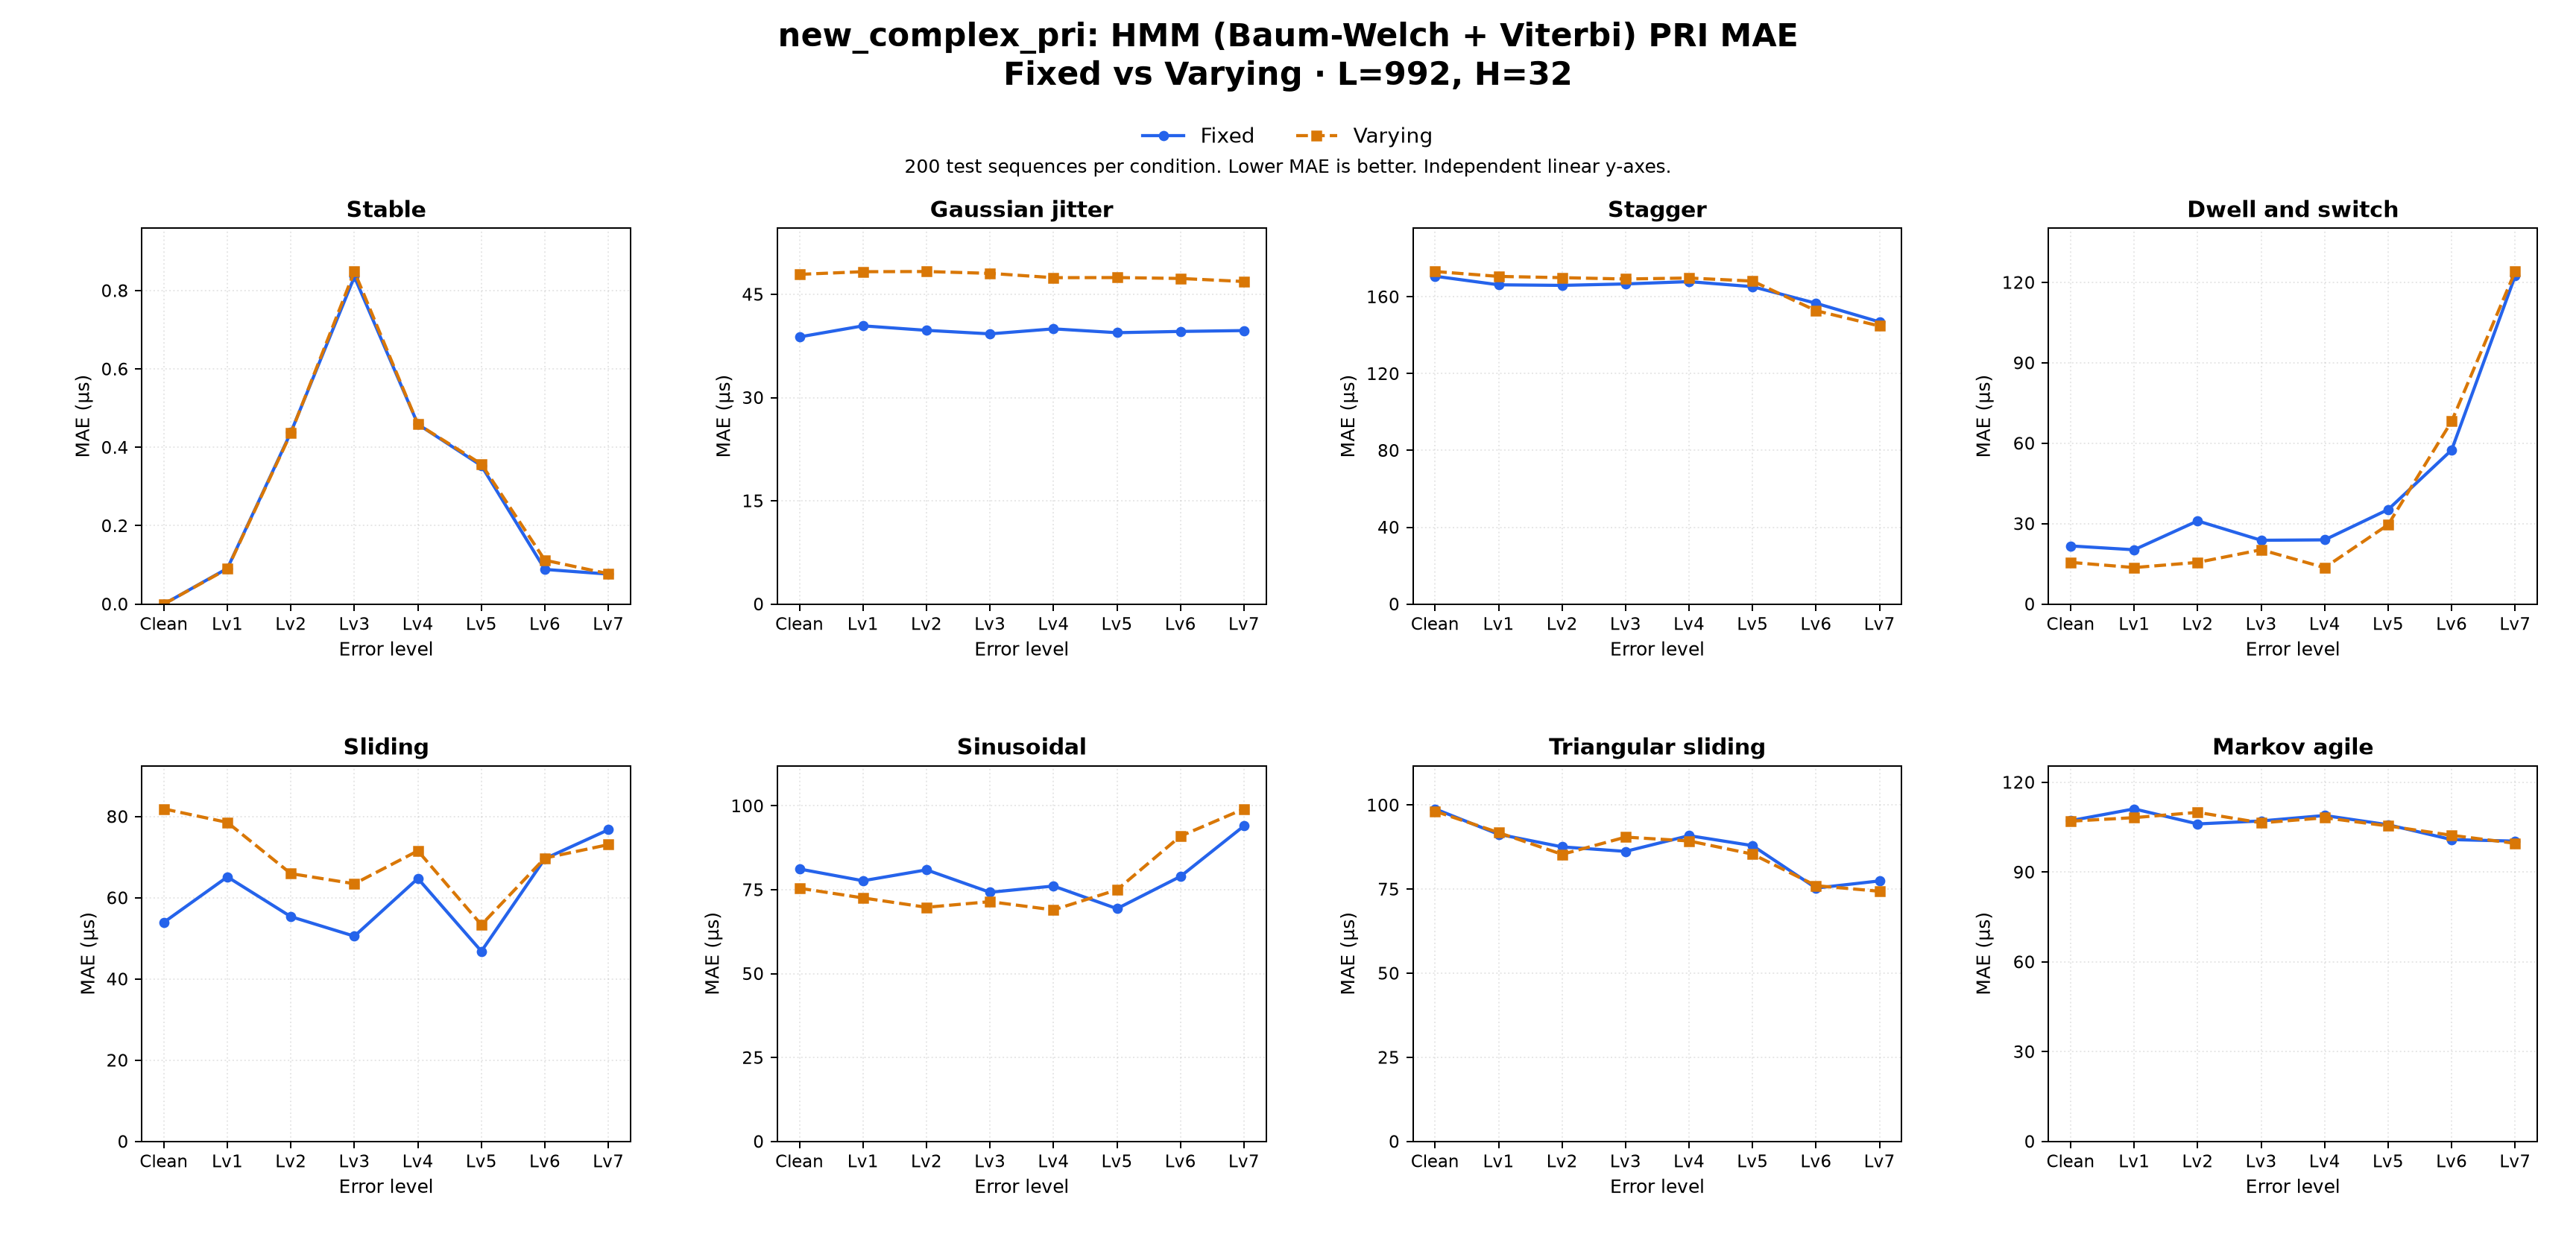 new_complex_pri: HMM (Baum-Welch + Viterbi) PRI MAE
Fixed vs Varying · L=992, H=32
Fixed Varying
200 test sequences per condition. Lower MAE is better. Independent linear y-axes.
Stable
MAE (μs)
0.8
0.6
0.4
0.2
0.0
Clean Lv1 Lv2 Lv3 Lv4 Lv5 Lv6 Lv7
Error level
Gaussian jitter
MAE (μs)
45
30
15
0
Clean Lv1 Lv2 Lv3 Lv4 Lv5 Lv6 Lv7
Error level
Stagger
MAE (μs)
160
120
80
40
0
Clean Lv1 Lv2 Lv3 Lv4 Lv5 Lv6 Lv7
Error level
Dwell and switch
MAE (μs)
120
90
60
30
0
Clean Lv1 Lv2 Lv3 Lv4 Lv5 Lv6 Lv7
Error level
Sliding
MAE (μs)
80
60
40
20
0
Clean Lv1 Lv2 Lv3 Lv4 Lv5 Lv6 Lv7
Error level
Sinusoidal
MAE (μs)
100
75
50
25
0
Clean Lv1 Lv2 Lv3 Lv4 Lv5 Lv6 Lv7
Error level
Triangular sliding
MAE (μs)
100
75
50
25
0
Clean Lv1 Lv2 Lv3 Lv4 Lv5 Lv6 Lv7
Error level
Markov agile
MAE (μs)
120
90
60
30
0
Clean Lv1 Lv2 Lv3 Lv4 Lv5 Lv6 Lv7
Error level